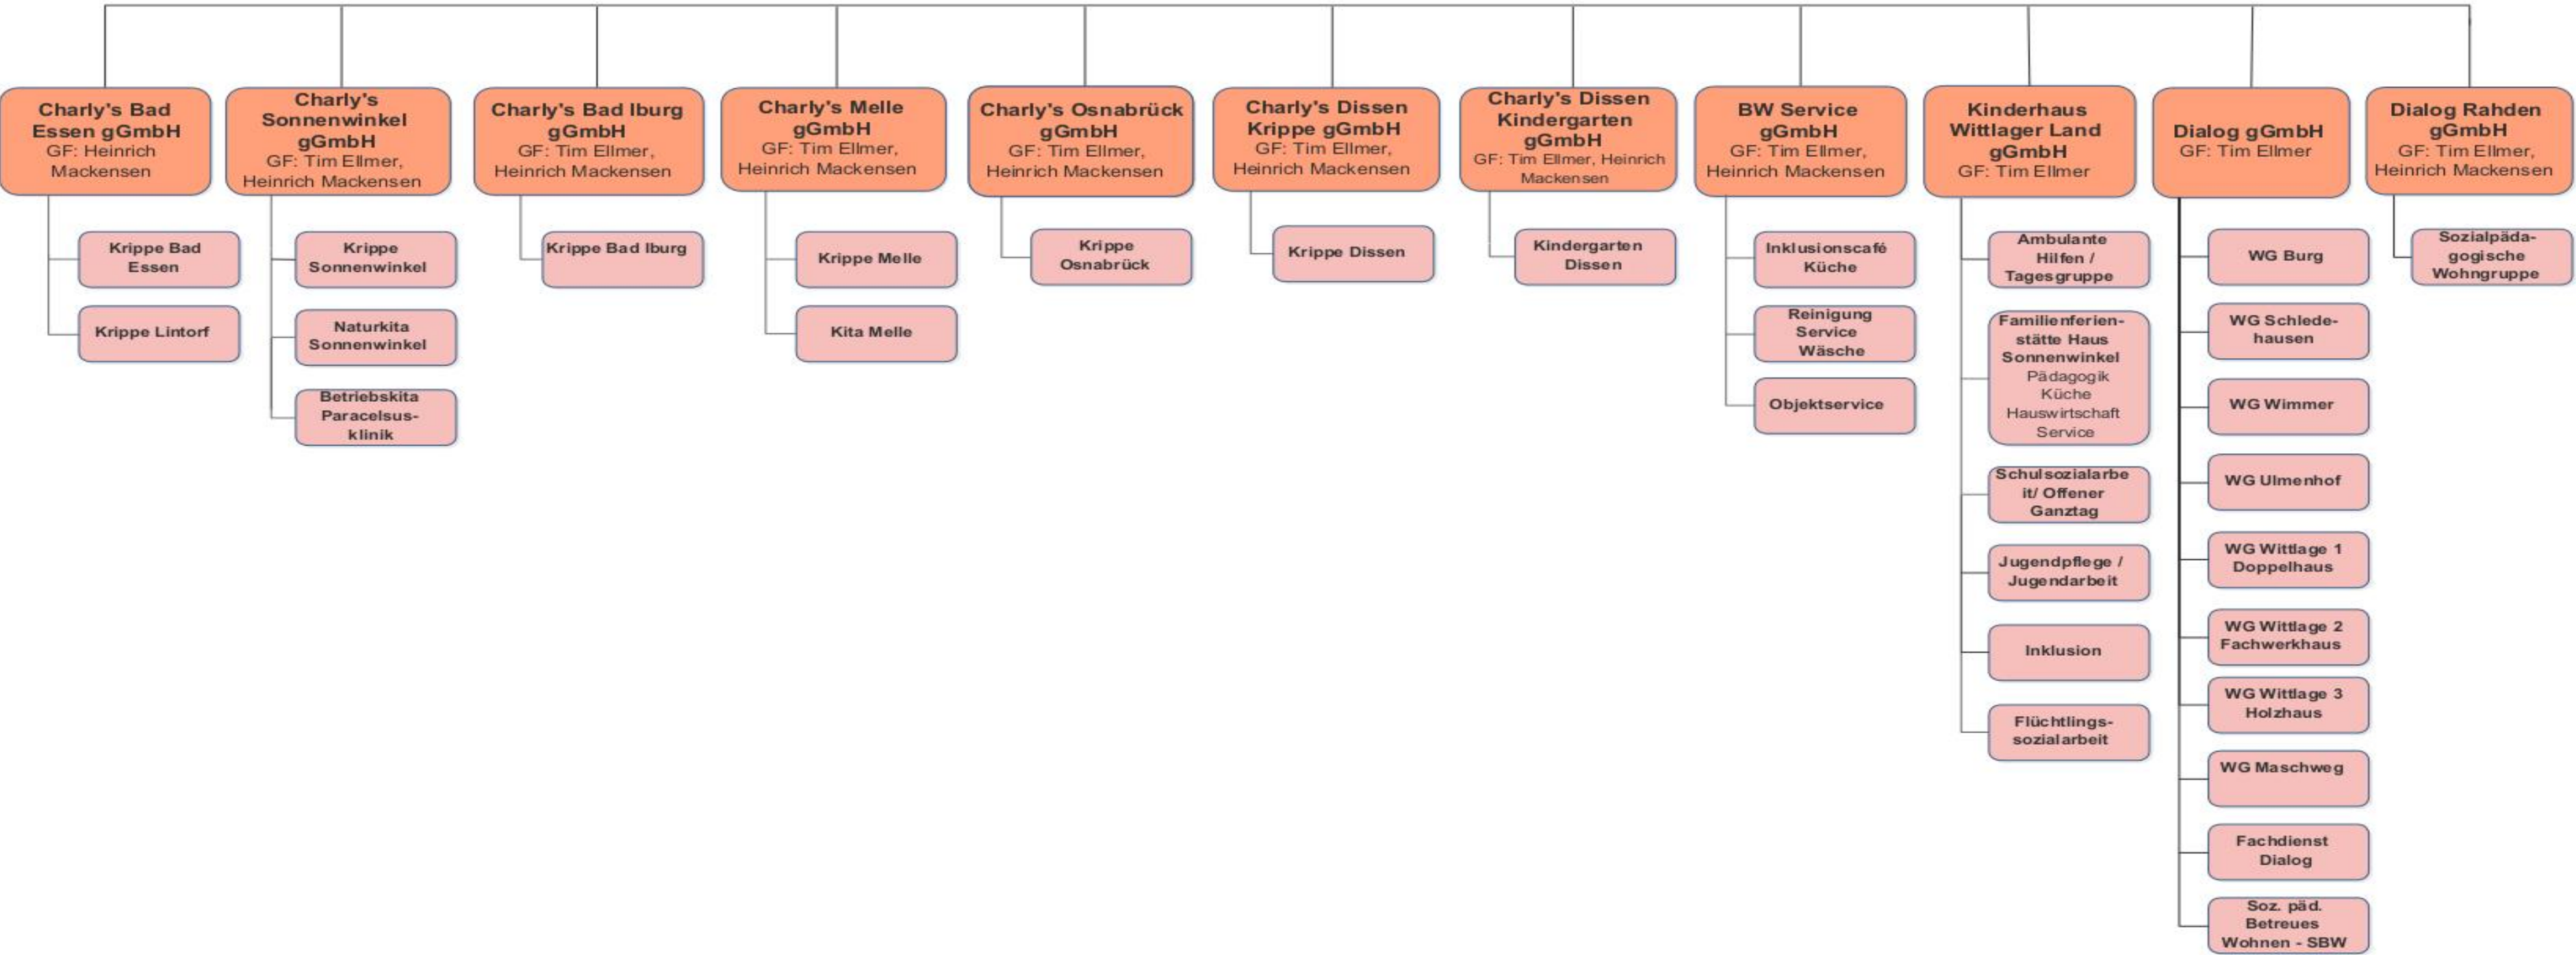 Charly's Bad
Essen gGmbH
GF: Heinrich
Mackensen
Krippe Bad
Essen
Krippe Lintorf
Charly's
Sonnenwinkel
gGmbH
GF: Tim Ellmer,
Heinrich Mackensen
Krippe
Sonnenwinkel
Naturkita
Sonnenwinkel
Betriebskita
Paracelsus-
klinik
Charly's Bad Iburg
gGmbH
GF: Tim Ellmer,
Heinrich Mackensen
Krippe Bad Iburg
Charly's Melle
gGmbH
GF: Tim Ellmer,
Heinrich Mackensen
Krippe Melle
Kita Melle
Charly's Osnabrück
gGmbH
GF: Tim Ellmer,
Heinrich Mackensen
Krippe
Osnabrück
Charly's Dissen
Krippe gGmbH
GF: Tim Ellmer,
Heinrich Mackensen
Krippe Dissen
Charly's Dissen
Kindergarten
gGmbH
GF: Tim Ellmer, Heinrich
Mackensen
Kindergarten
Dissen
BW Service
gGmbH
GF: Tim Ellmer,
Heinrich Mackensen
Inklusionscafé
Küche
Reinigung
Service
Wäsche
Objektservice
Kinderhaus
Wittlager Land
gGmbH
GF: Tim Ellmer
Ambulante
Hilfen /
Tagesgruppe
Familienferien-
stätte Haus
Sonnenwinkel
Pädagogik
Küche
Hauswirtschaft
Service
Schulsozialarbe
it/ Offener
Ganztag
Jugendpflege /
Jugendarbeit
Inklusion
Flüchtlings-
sozialarbeit
Dialog gGmbH
GF: Tim Ellmer
WG Burg
WG Schlede-
hausen
WG Wimmer
WG Ulmenhof
WG Wittlage 1
Doppelhaus
WG Wittlage 2
Fachwerkhaus
WG Wittlage 3
Holzhaus
WG Maschweg
Fachdienst
Dialog
Soz. päd.
Betreues
Wohnen - SBW
Dialog Rahden
gGmbH
GF: Tim Ellmer,
Heinrich Mackensen
Sozialpäda-
gogische
Wohngruppe